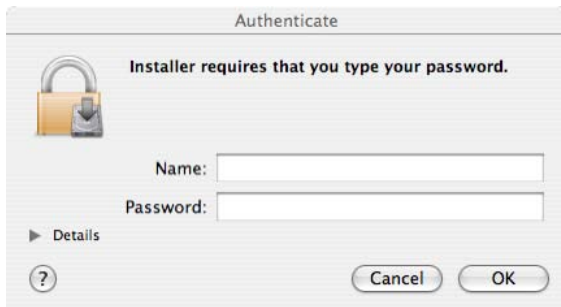 Authenticate
Installer requires that you type your password.
Name:
Password:
Details
?
Cancel
OK